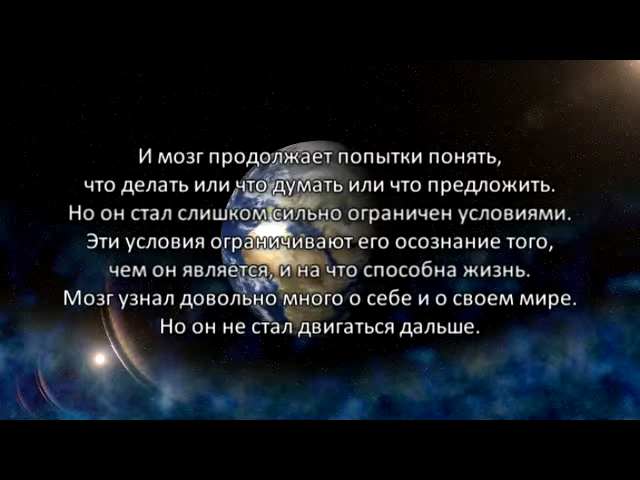 И мозг продолжает попытки понять,
что делать или что думать или что предложить.
Но он стал слишком сильно ограничен условиями.
Эти условия ограничивают его осознание того,
чем он является, и на что способна жизнь.
Мозг узнал довольно много о себе и о своем мире.
Но он не стал двигаться дальше.